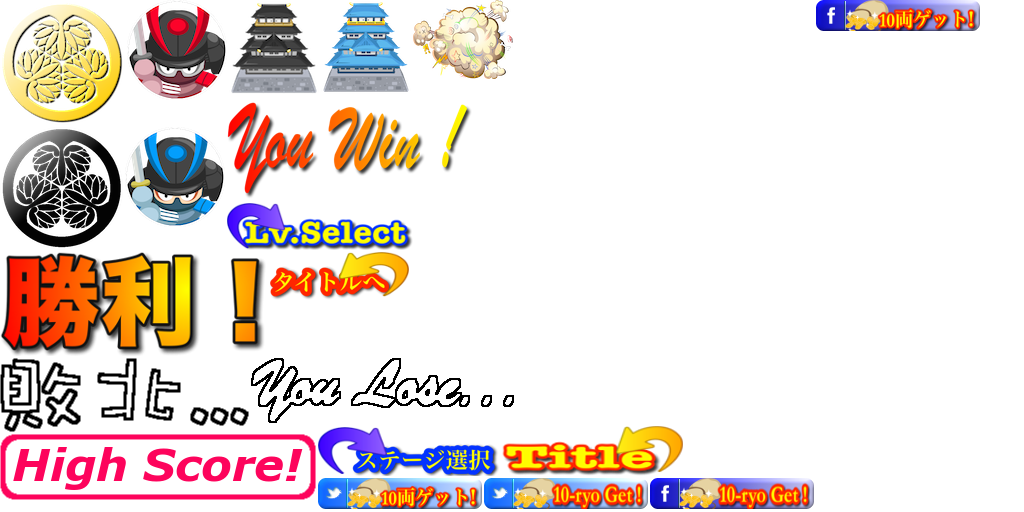 10両ゲット!
You Win !
Lv.Select
タイトルへ
勝利！
敗北...
You Lose...
High Score!
ステージ選択
Title
10両ゲット!
10-ryo Get!
10-ryo Get!